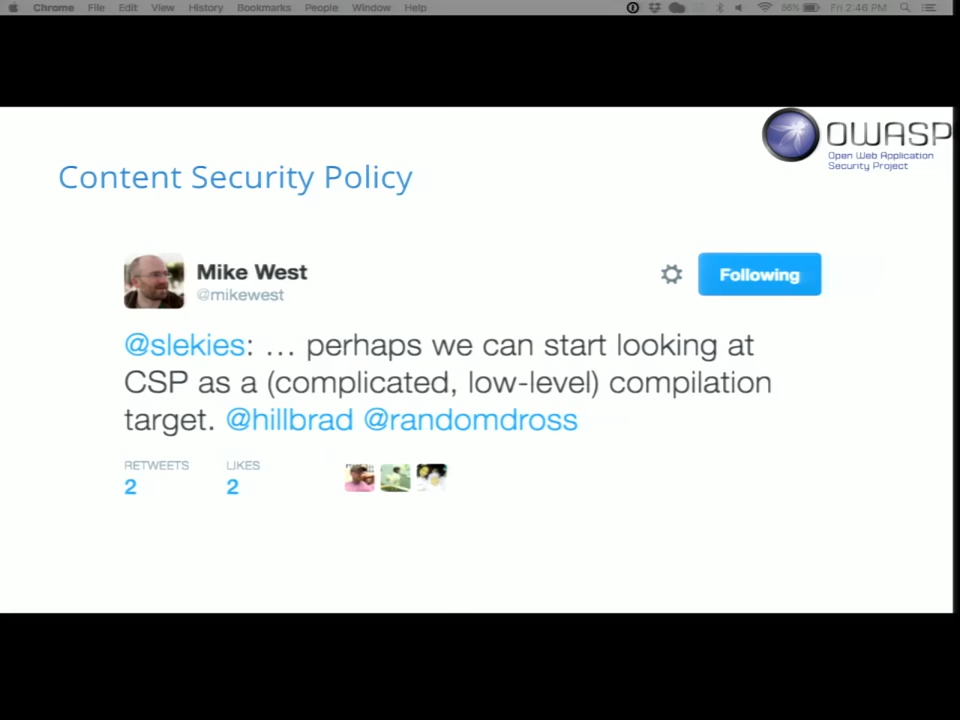 Chrome File Edit View History Bookmarks People Window Help 86% Fri 2:46 PM
OWASP
Open Web Application
Security Project
Content Security Policy
Mike West
@mikewest
Following
@slekies: … perhaps we can start looking at
CSP as a (complicated, low-level) compilation
target. @hillbrad @randomdross
RETWEETS LIKES
2 2